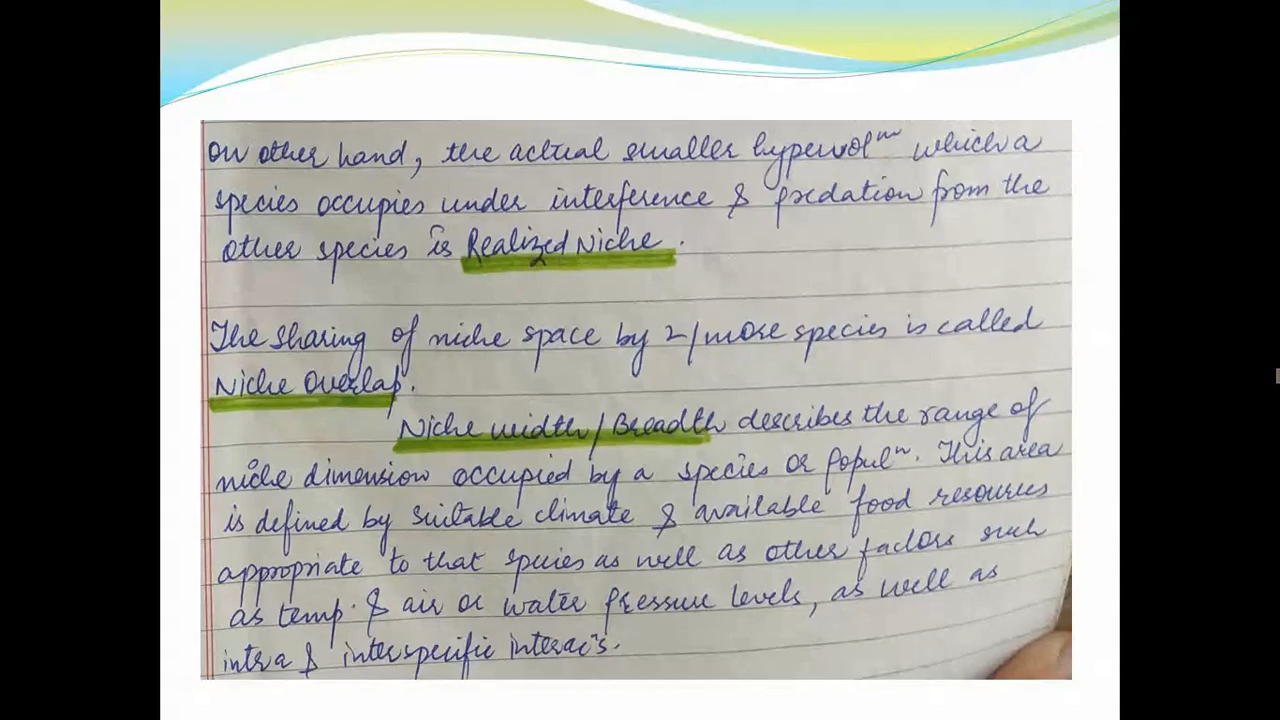 On other hand, the actual smaller hypervolᵐ which a
species occupies under interference & predation from the
other species is Realized Niche.
The sharing of niche space by 2/more species is called
Niche Overlap.
Niche width/Breadth describes the range of
niche dimension occupied by a species or populⁿ. This area
is defined by suitable climate & available food resources
appropriate to that species as well as other factors such
as temp. & air or water pressure levels, as well as
intra & interspecific interacⁿs.